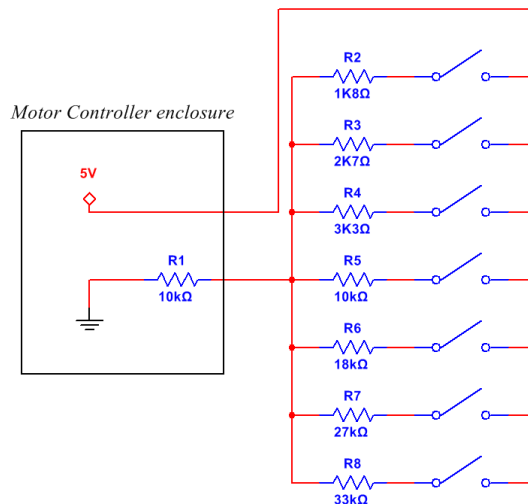 Motor Controller enclosure
5V
R1
10kΩ
R2
1K8Ω
R3
2K7Ω
R4
3K3Ω
R5
10kΩ
R6
18kΩ
R7
27kΩ
R8
33kΩ